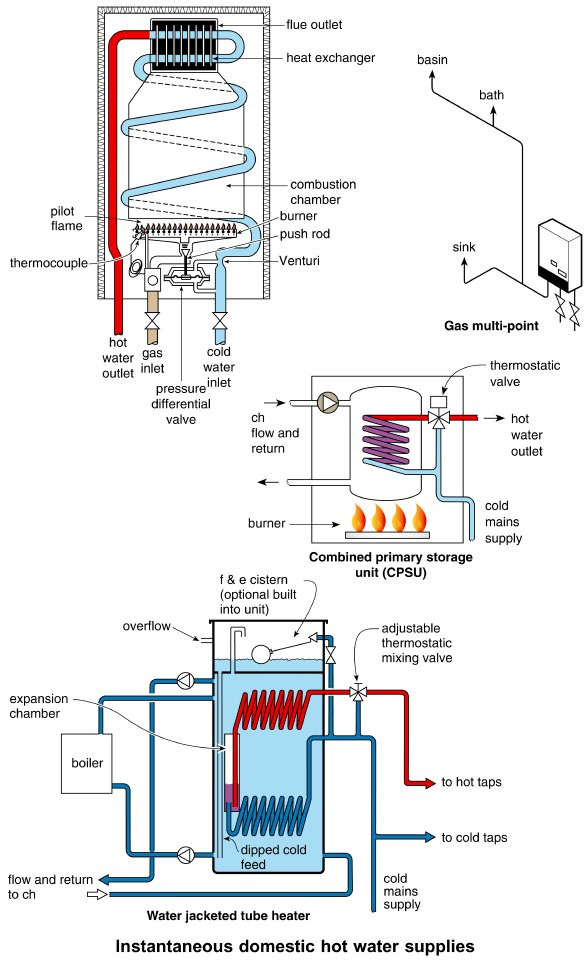 flue outlet
heat exchanger
combustion
chamber
pilot
flame
burner
push rod
thermocouple
Venturi
hot
water
outlet
gas
inlet
cold
water
inlet
pressure
differential
valve
basin
bath
sink
Gas multi-point
thermostatic
valve
ch
flow and
return
hot
water
outlet
burner
cold
mains
supply
Combined primary storage
unit (CPSU)
f & e cistern
(optional built
into unit)
overflow
adjustable
thermostatic
mixing valve
expansion
chamber
boiler
to hot taps
to cold taps
dipped cold
feed
flow and return
to ch
cold
mains
supply
Water jacketed tube heater
Instantaneous domestic hot water supplies